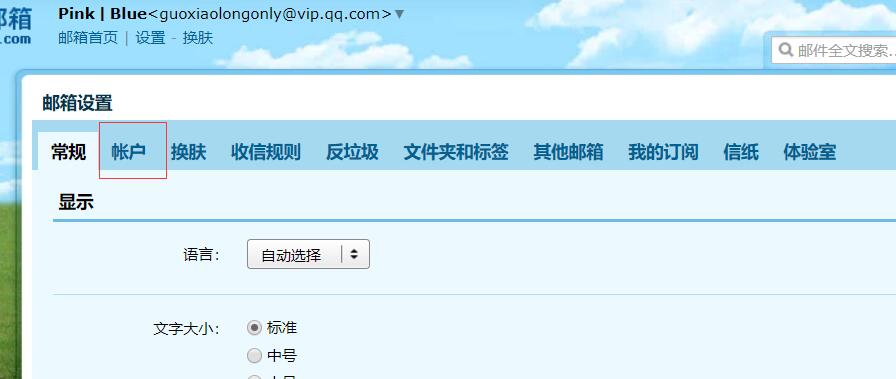 邮箱
.com
Pink | Blue<guoxiaolongonly@vip.qq.com>
邮箱首页 | 设置 - 换肤
邮件全文搜索...
邮箱设置
常规 帐户 换肤 收信规则 反垃圾 文件夹和标签 其他邮箱 我的订阅 信纸 体验室
显示
语言： 自动选择
文字大小： 标准
中号